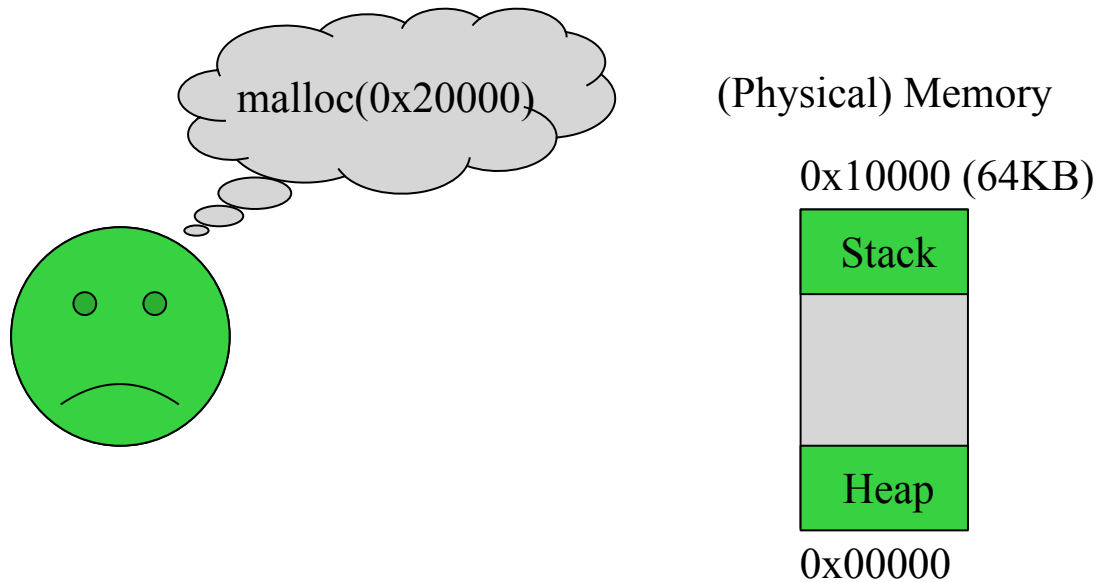 malloc(0x20000)
(Physical) Memory
0x10000 (64KB)
Stack
Heap
0x00000